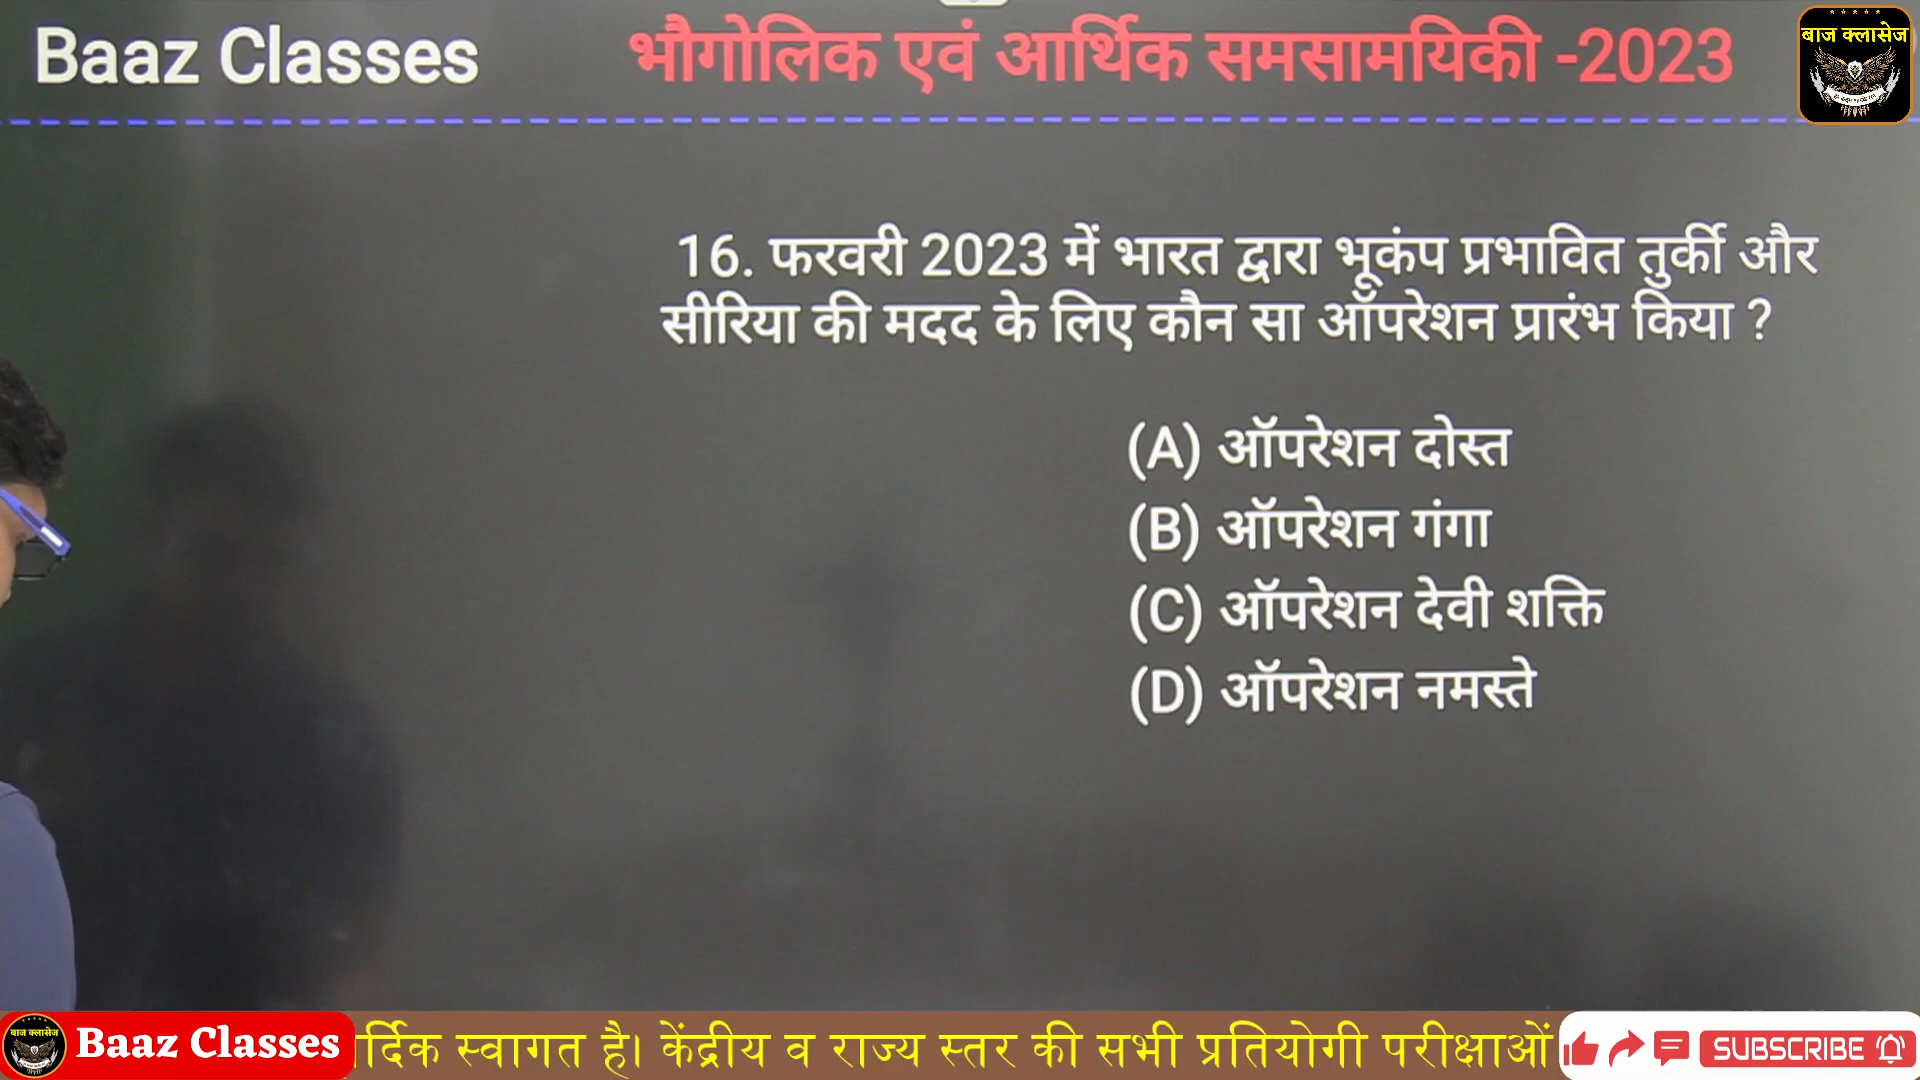 Baaz Classes
भौगोलिक एवं आर्थिक समसामयिकी -2023
बाज क्लासेज
16. फरवरी 2023 में भारत द्वारा भूकंप प्रभावित तुर्की और
सीरिया की मदद के लिए कौन सा ऑपरेशन प्रारंभ किया ?
(A) ऑपरेशन दोस्त
(B) ऑपरेशन गंगा
(C) ऑपरेशन देवी शक्ति
(D) ऑपरेशन नमस्ते
बाज क्लासेज
Baaz Classes
र्दिक स्वागत है। केंद्रीय व राज्य स्तर की सभी प्रतियोगी परीक्षाओं
SUBSCRIBE